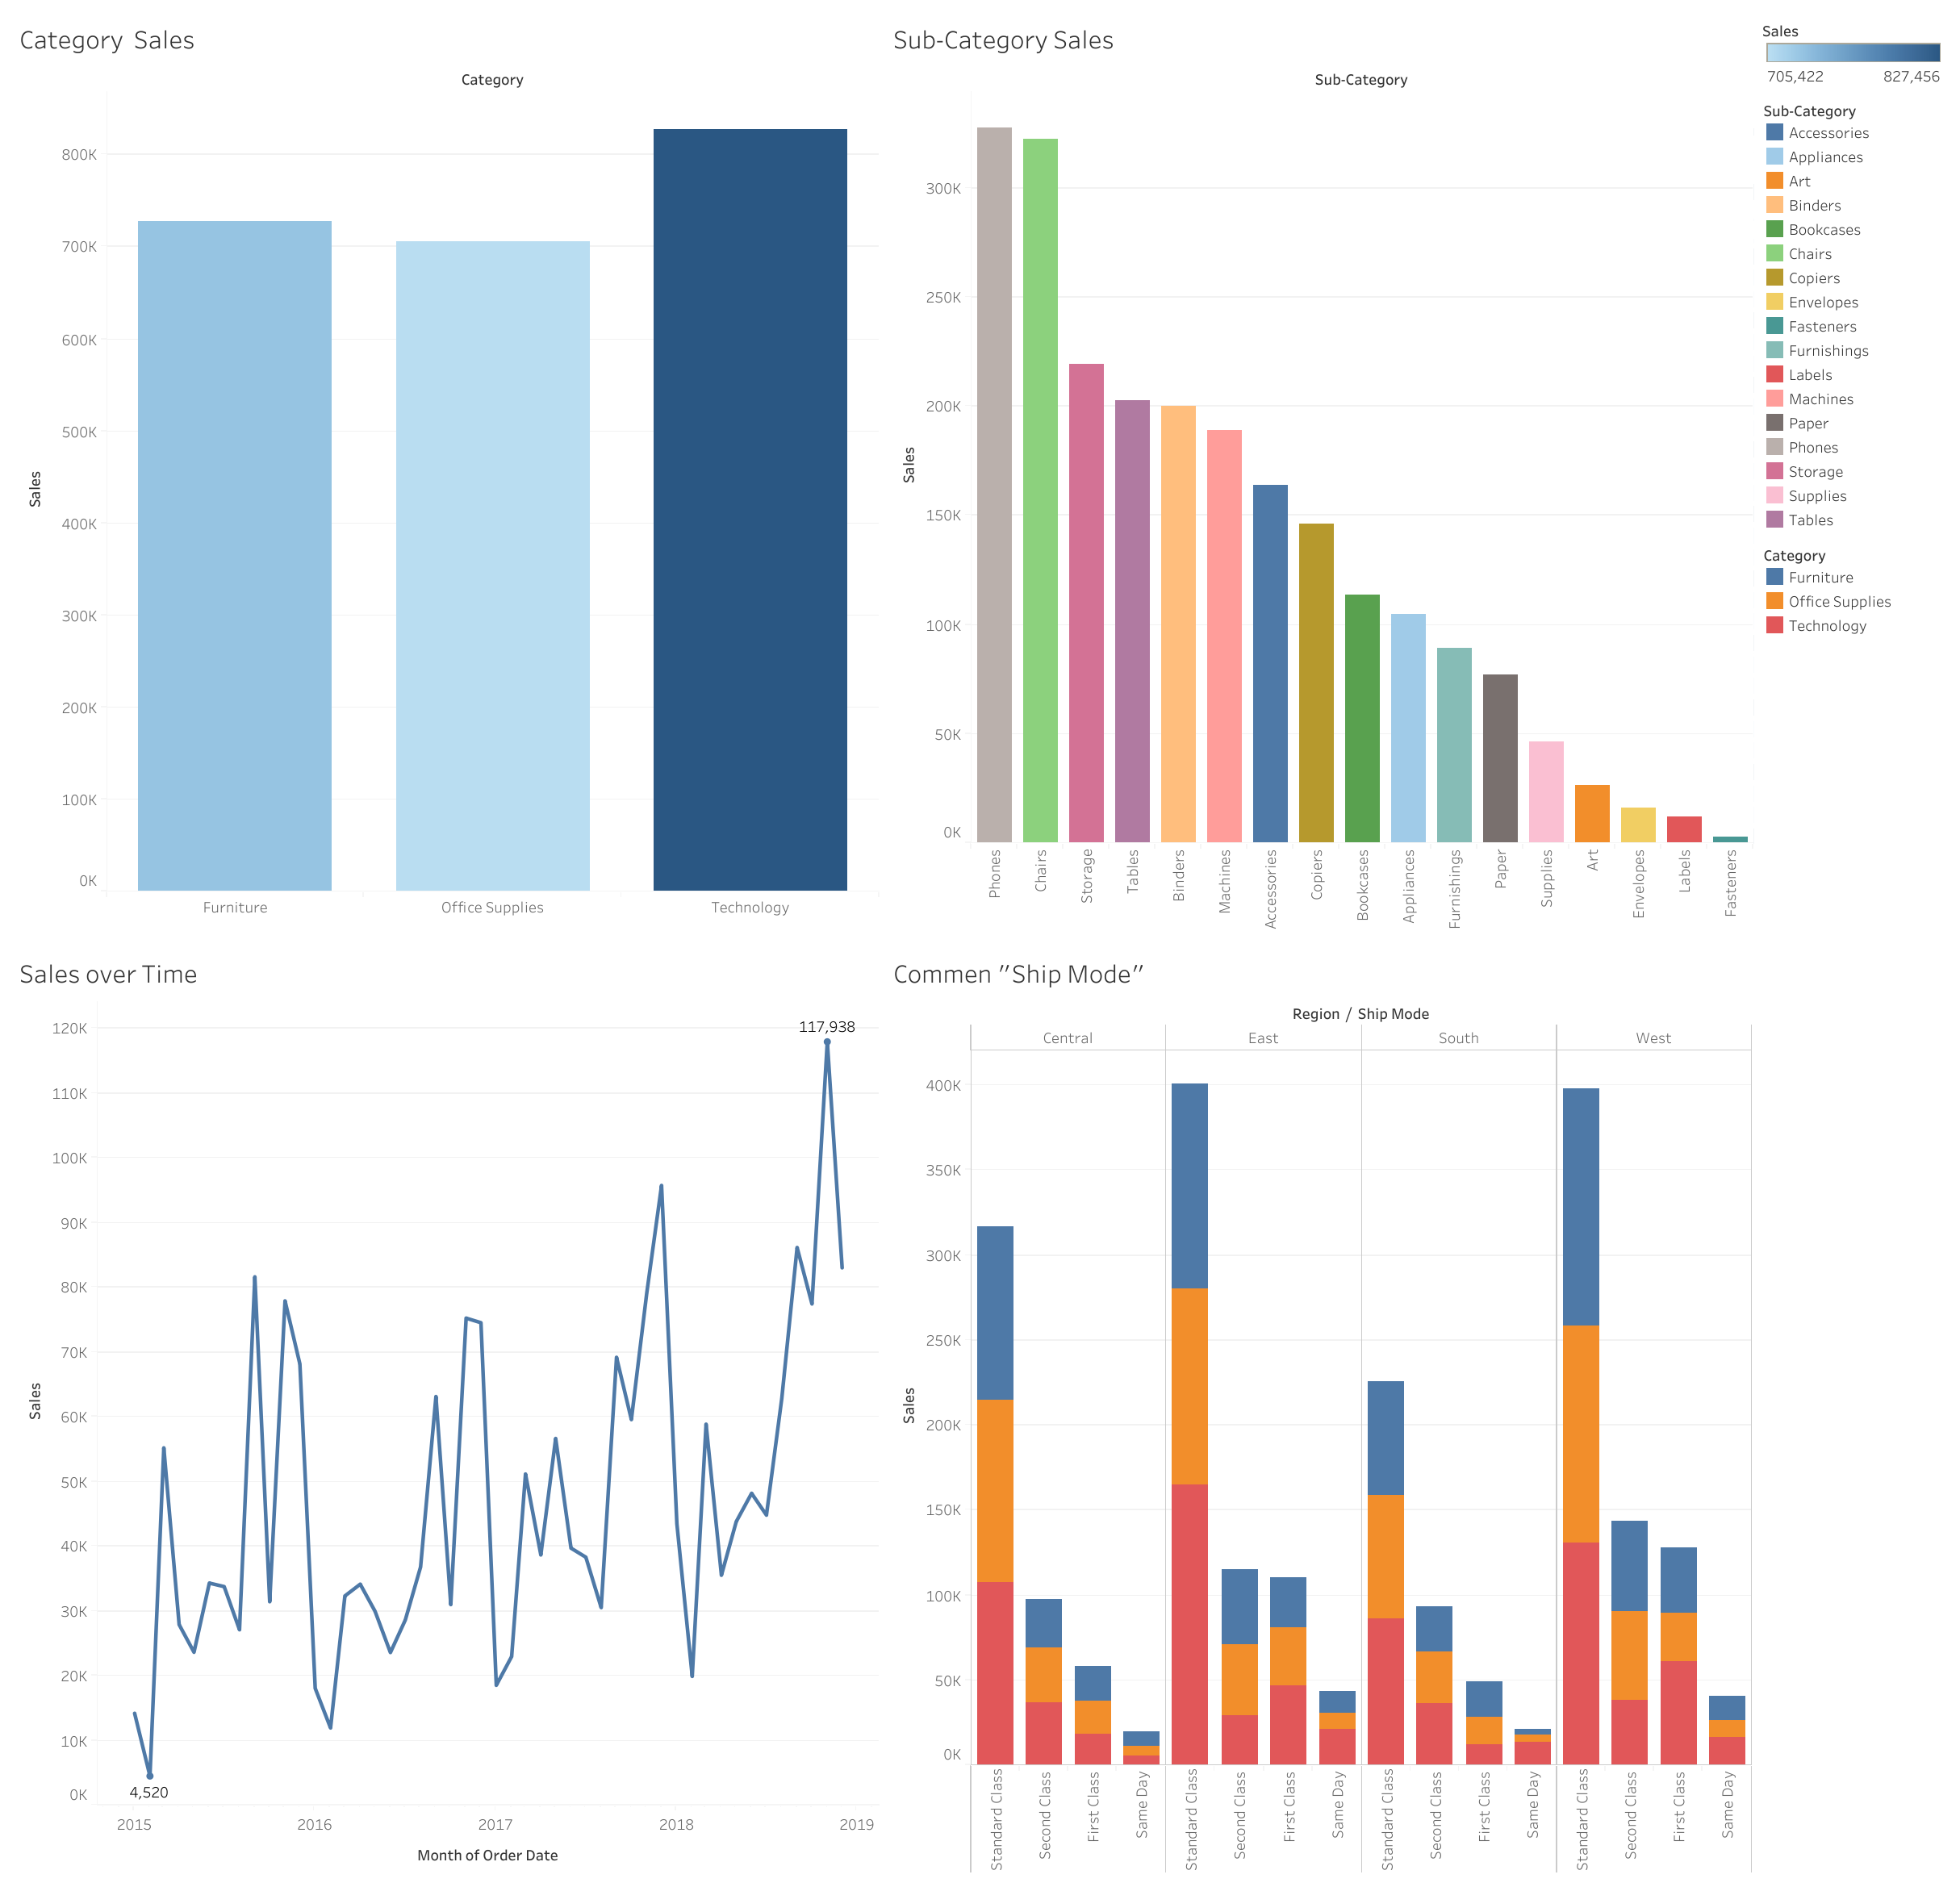 Category  Sales
Category
800K
700K
600K
500K
400K
300K
200K
100K
0K
Sales
Furniture
Office Supplies
Technology
Sub-Category Sales
Sub-Category
300K
250K
200K
150K
100K
50K
0K
Sales
Phones
Chairs
Storage
Tables
Binders
Machines
Accessories
Copiers
Bookcases
Appliances
Furnishings
Paper
Supplies
Art
Envelopes
Labels
Fasteners
Sales
705,422 827,456
Sub-Category
Accessories
Appliances
Art
Binders
Bookcases
Chairs
Copiers
Envelopes
Fasteners
Furnishings
Labels
Machines
Paper
Phones
Storage
Supplies
Tables
Category
Furniture
Office Supplies
Technology
Sales over Time
120K
110K
100K
90K
80K
70K
60K
50K
40K
30K
20K
10K
0K
Sales
117,938
4,520
2015
2016
2017
2018
2019
Month of Order Date
Commen "Ship Mode"
Region / Ship Mode
Central
East
South
West
400K
350K
300K
250K
200K
150K
100K
50K
0K
Sales
Standard Class
Second Class
First Class
Same Day
Standard Class
Second Class
First Class
Same Day
Standard Class
Second Class
First Class
Same Day
Standard Class
Second Class
First Class
Same Day